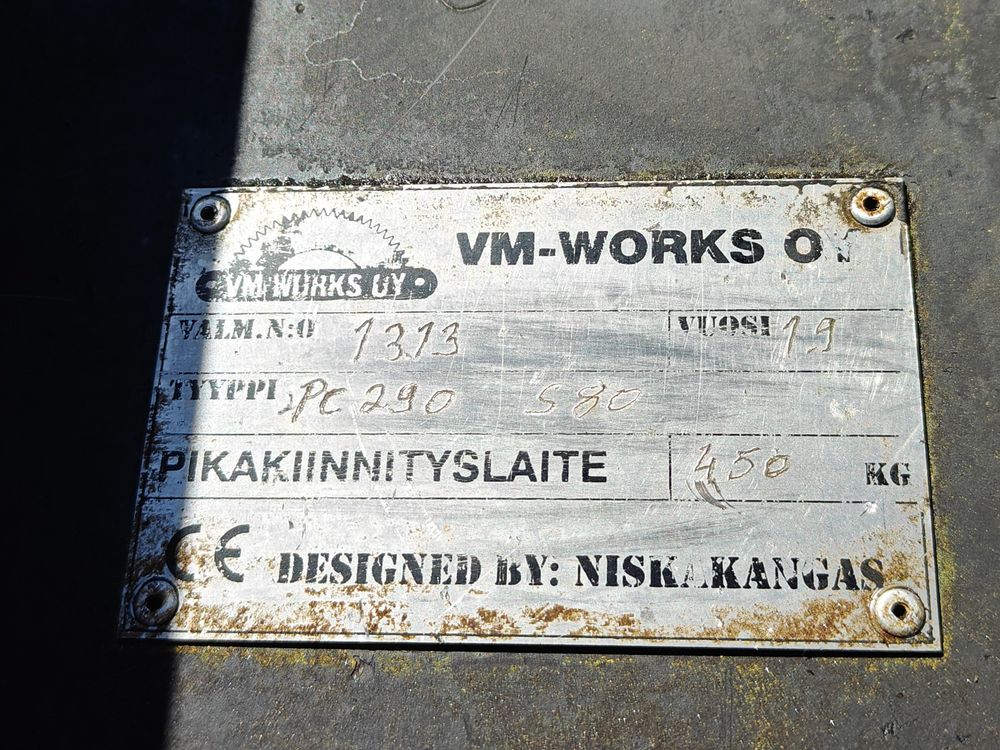 VM-WORKS OY
VM-WORKS OY
VALM.N:O 1313 VUOSI 19
TYYPPI PC 290 S80
PIKAKIINNITYSLAITE 450 KG
CE DESIGNED BY: NISKAKANGAS